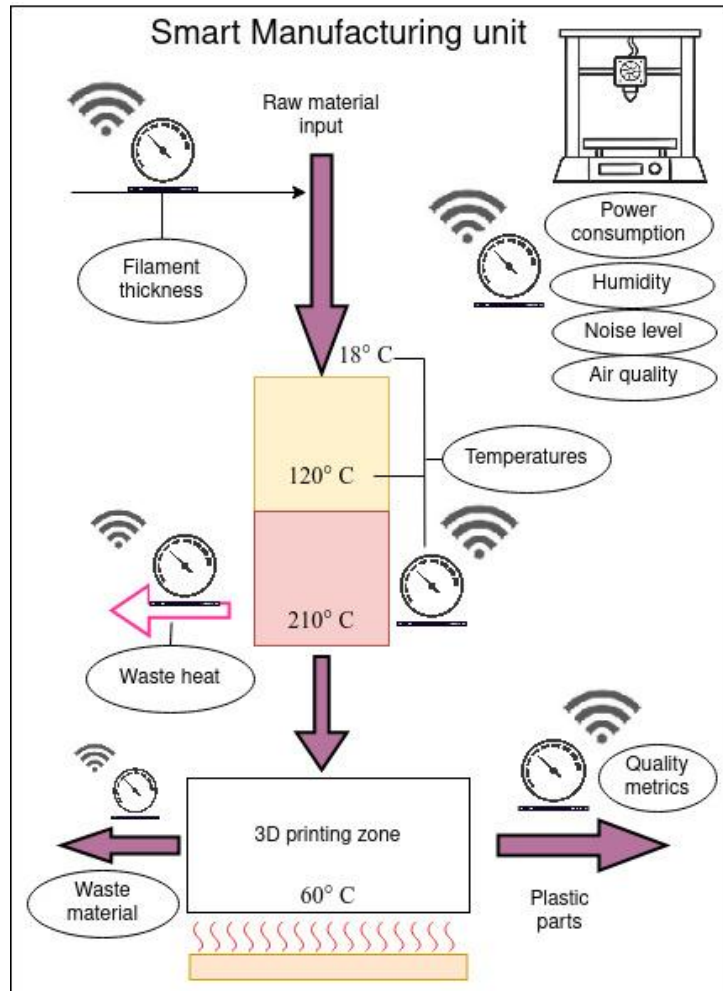 Smart Manufacturing unit
Raw material
input
Filament
thickness
Power
consumption
Humidity
Noise level
Air quality
18° C
Temperatures
120° C
210° C
Waste heat
Quality
metrics
3D printing zone
60° C
Waste
material
Plastic
parts